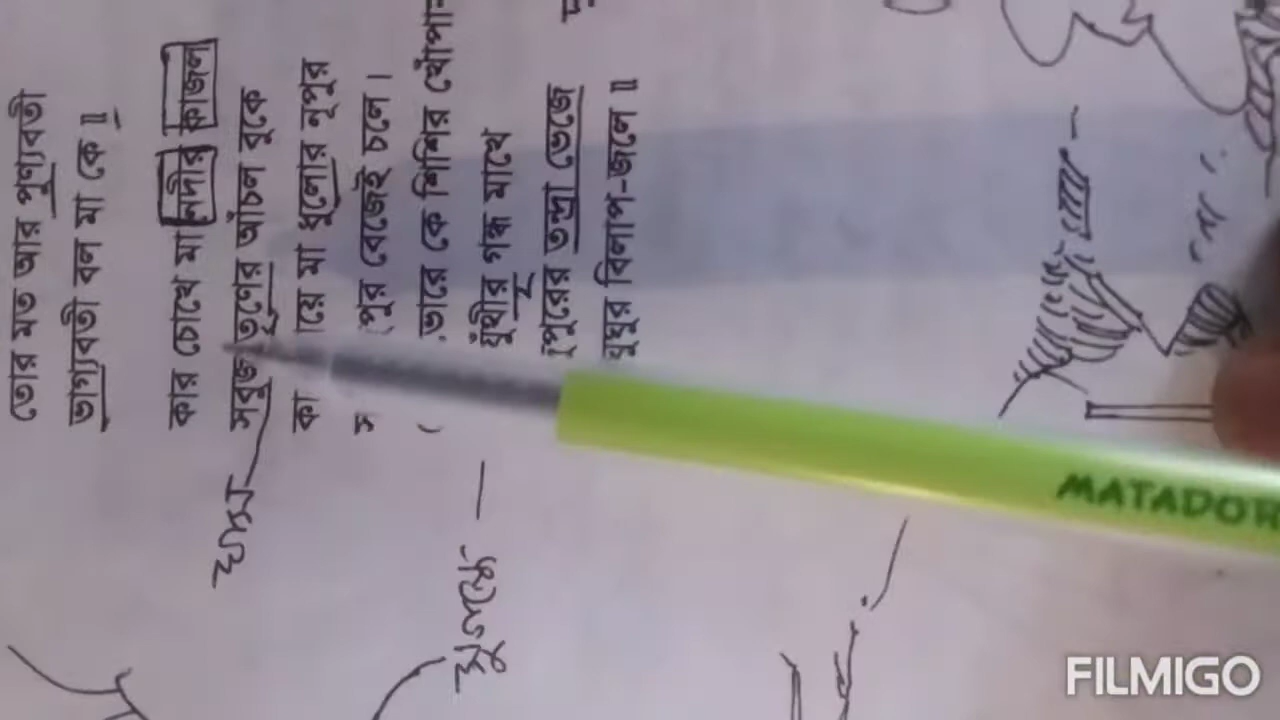 তোর মত আর পুণ্যবতী
ভাগ্যবতী বল মা কে॥
কার চোখে মা নদীর কাজল
সবুজ তৃণের আঁচল বুকে
কা য়ে মা ধুলোর নূপুর
স পুর বেজেই চলে।
ভোরে কে শিশির খোঁপা
যুঁথীর গন্ধ মাখে
পুরের তন্দ্রা ভেজে
ঘুঘুর বিলাপ-জলে॥
ঘাস
MATADOR
FILMIGO